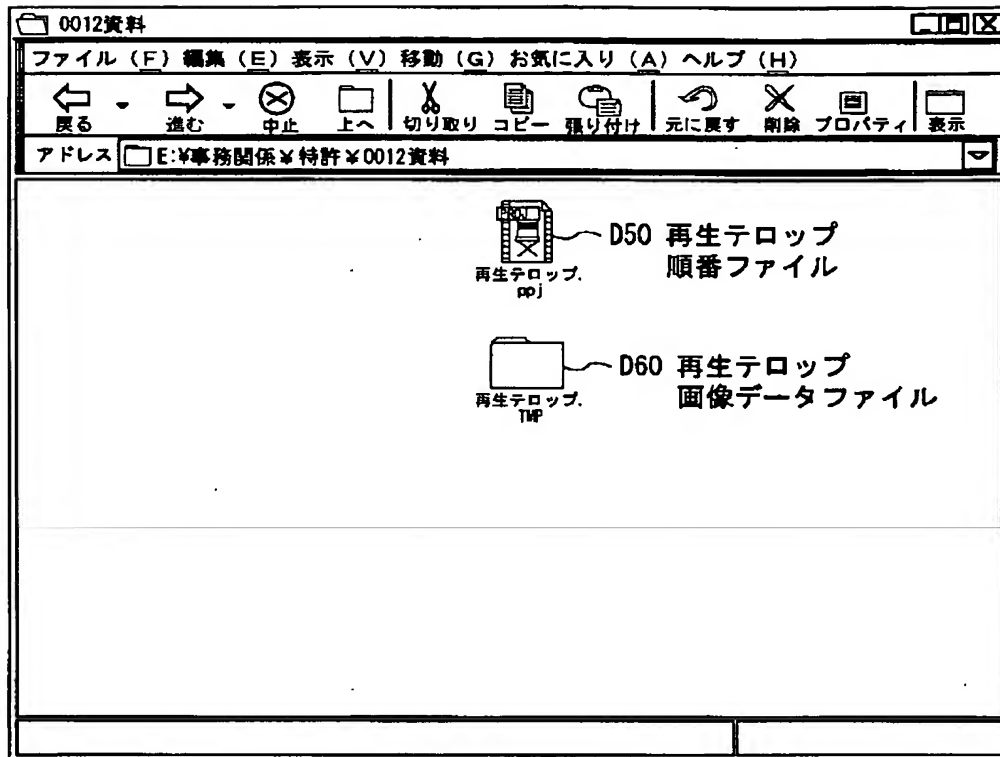 0012資料
ファイル (F) 編集 (E) 表示 (V) 移動 (G) お気に入り (A) ヘルプ (H)
戻る 進む 中止 上へ 切り取り コピー 張り付け 元に戻す 削除 プロパティ 表示
アドレス E:¥事務関係¥特許¥0012資料
PROJ
D50 再生テロップ
順番ファイル
再生テロップ.
ppj
D60 再生テロップ
画像データファイル
再生テロップ.
TMP